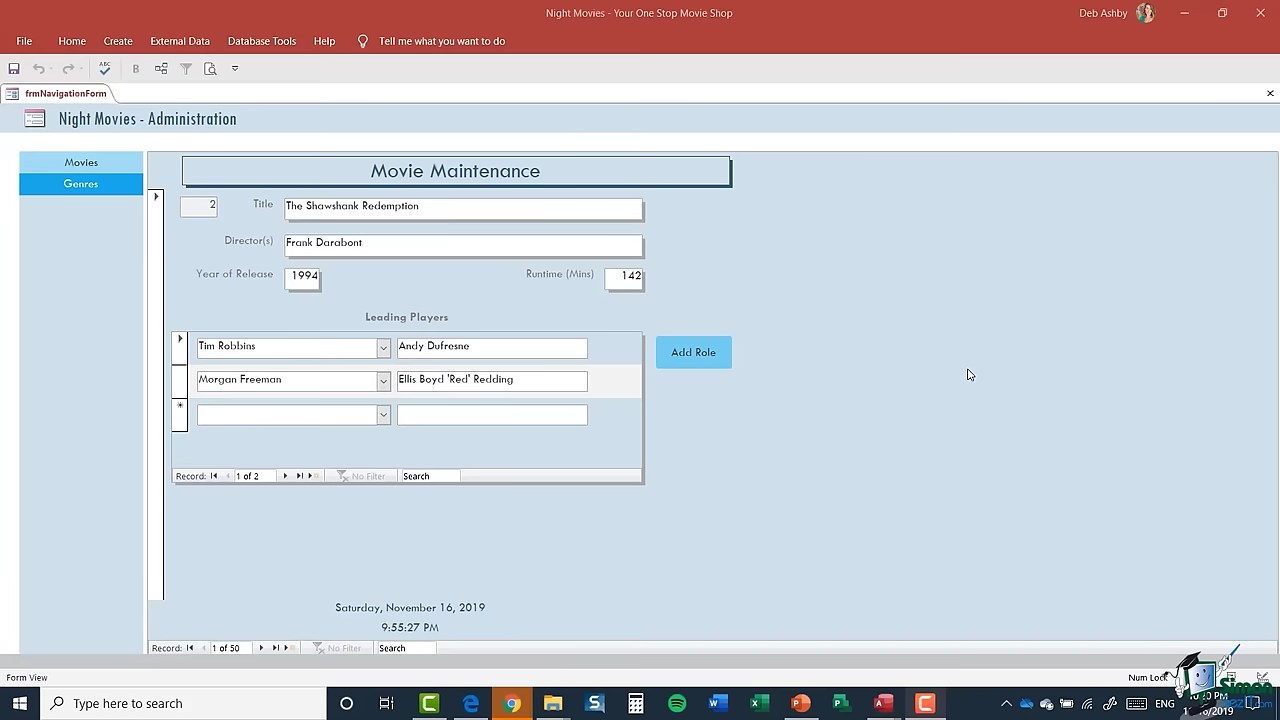 Night Movies - Your One Stop Movie Shop
Deb Ashby
File Home Create External Data Database Tools Help Tell me what you want to do
ABC
B
frmNavigationForm
Night Movies - Administration
Movies
Genres
Movie Maintenance
2 Title The Shawshank Redemption
Director(s) Frank Darabont
Year of Release 1994 Runtime (Mins) 142
Leading Players
Tim Robbins Andy Dufresne
Add Role
Morgan Freeman Ellis Boyd 'Red' Redding
Record: 1 of 2 No Filter Search
Saturday, November 16, 2019
9:55:27 PM
Record: 1 of 50 No Filter Search
Form View
Num Lock
Type here to search
ENG